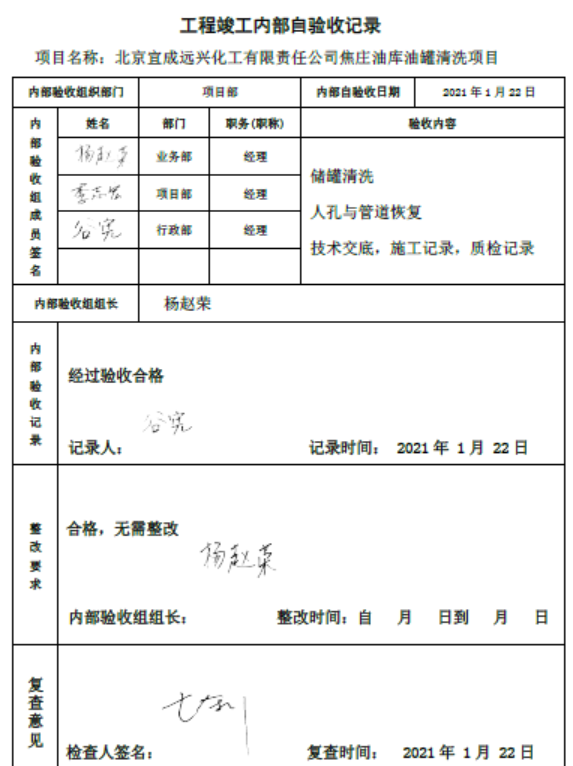 工程竣工内部自验收记录
项目名称：北京宜成远兴化工有限责任公司焦庄油库油罐清洗项目
内部验收组织部门 项目部 内部自验收日期 2021 年 1 月 22 日
内部验收组成员签名 姓名 部门 职务(职称) 验收内容
杨赵荣 业务部 经理
项目部 经理
谷宪 行政部 经理
储罐清洗
人孔与管道恢复
技术交底，施工记录，质检记录
内部验收组组长 杨赵荣
内部验收记录
经过验收合格
谷宪
记录人： 记录时间： 2021 年 1 月 22 日
整改要求
合格，无需整改
杨赵荣
内部验收组组长： 整改时间：自 月 日到 月 日
复查意见
检查人签名： 复查时间： 2021 年 1 月 22 日